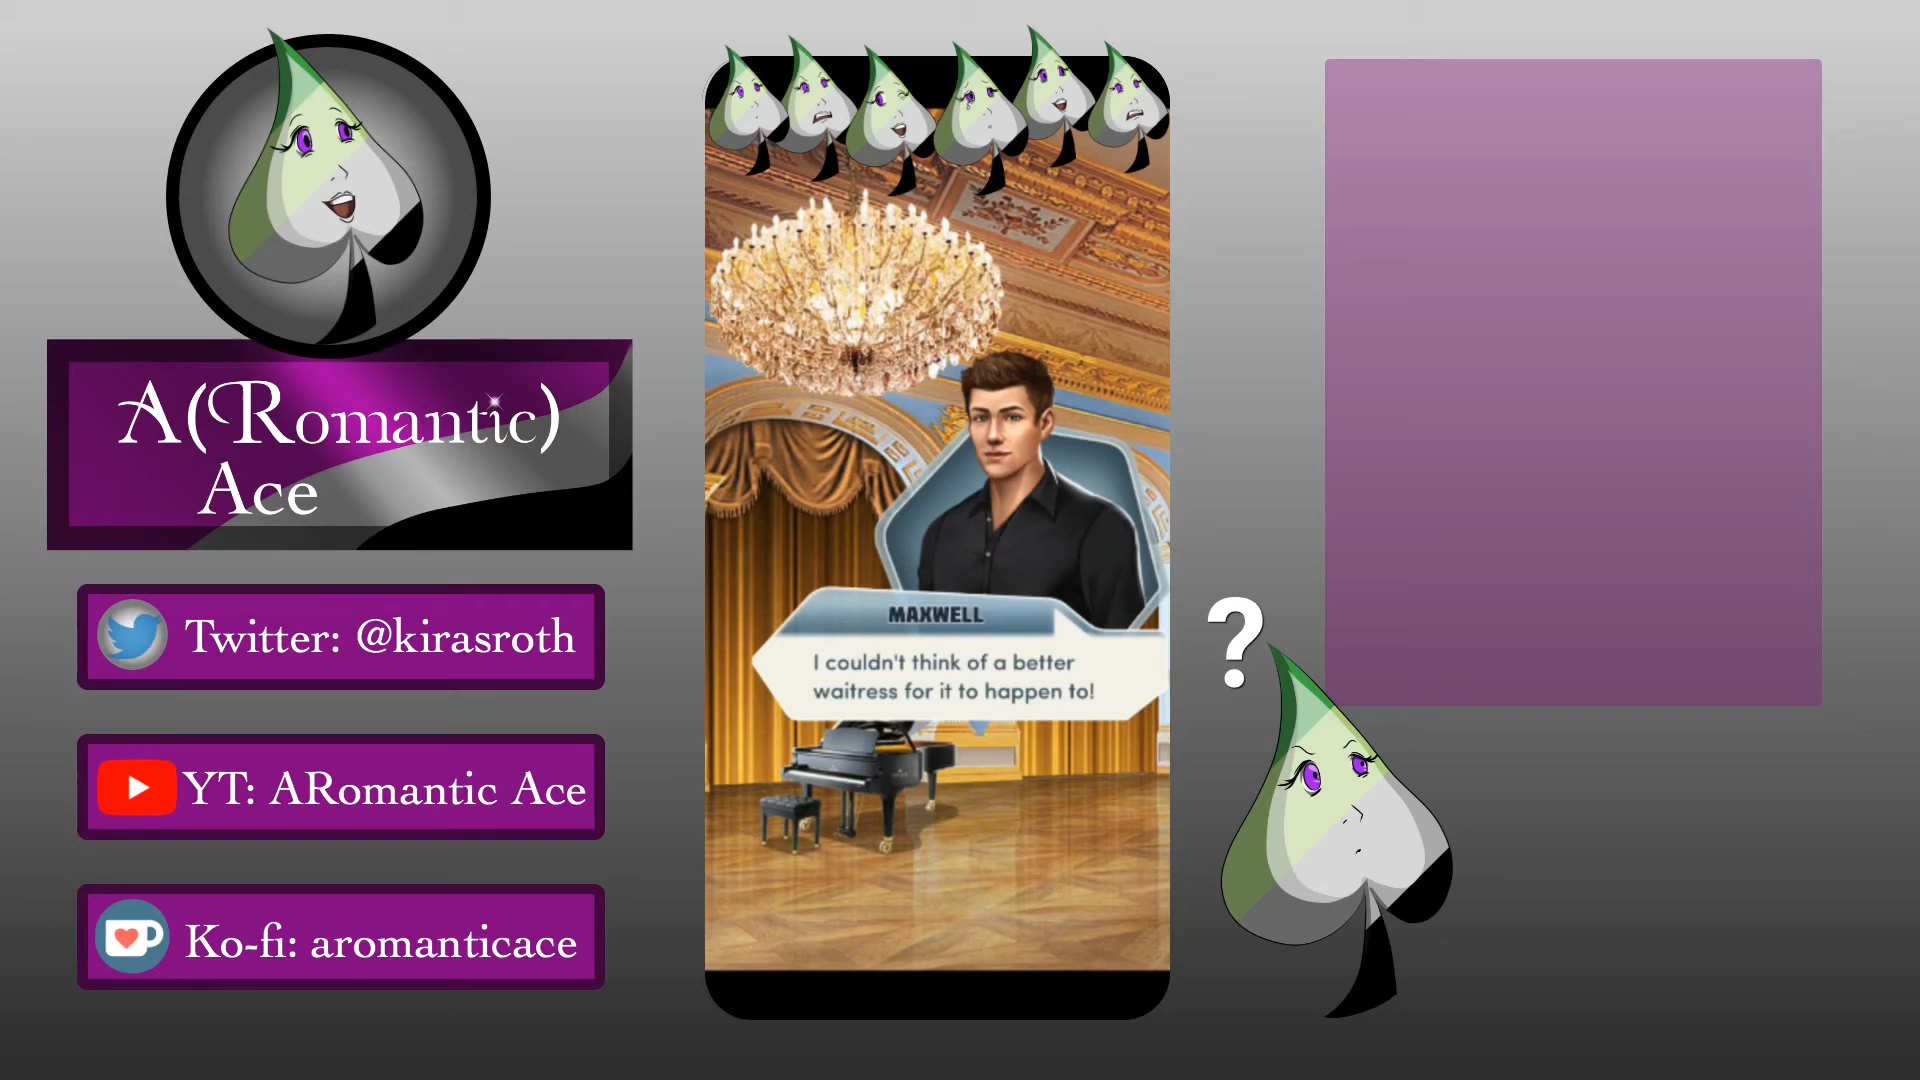 A(Romantic)
Ace
Twitter: @kirasroth
YT: ARomantic Ace
Ko-fi: aromanticace
MAXWELL
I couldn't think of a better
waitress for it to happen to!
?